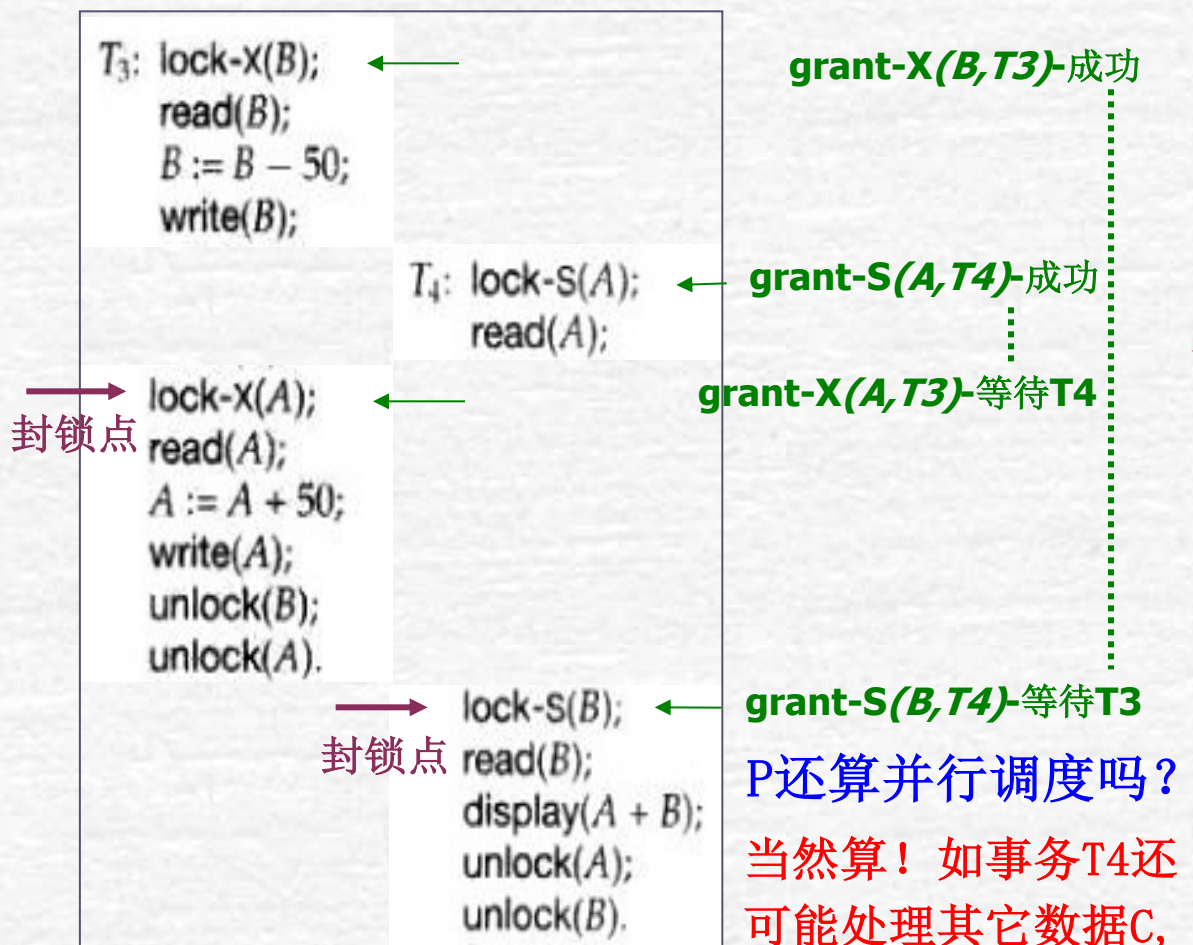 T3: lock-X(B);
grant-X(B,T3)-成功
read(B);
B := B − 50;
write(B);
T4: lock-S(A);
grant-S(A,T4)-成功
read(A);
lock-X(A);
grant-X(A,T3)-等待T4
封锁点
read(A);
A := A + 50;
write(A);
unlock(B);
unlock(A).
lock-S(B);
grant-S(B,T4)-等待T3
封锁点
read(B);
display(A + B);
unlock(A);
unlock(B).
P还算并行调度吗?
当然算！如事务T4还
可能处理其它数据C,